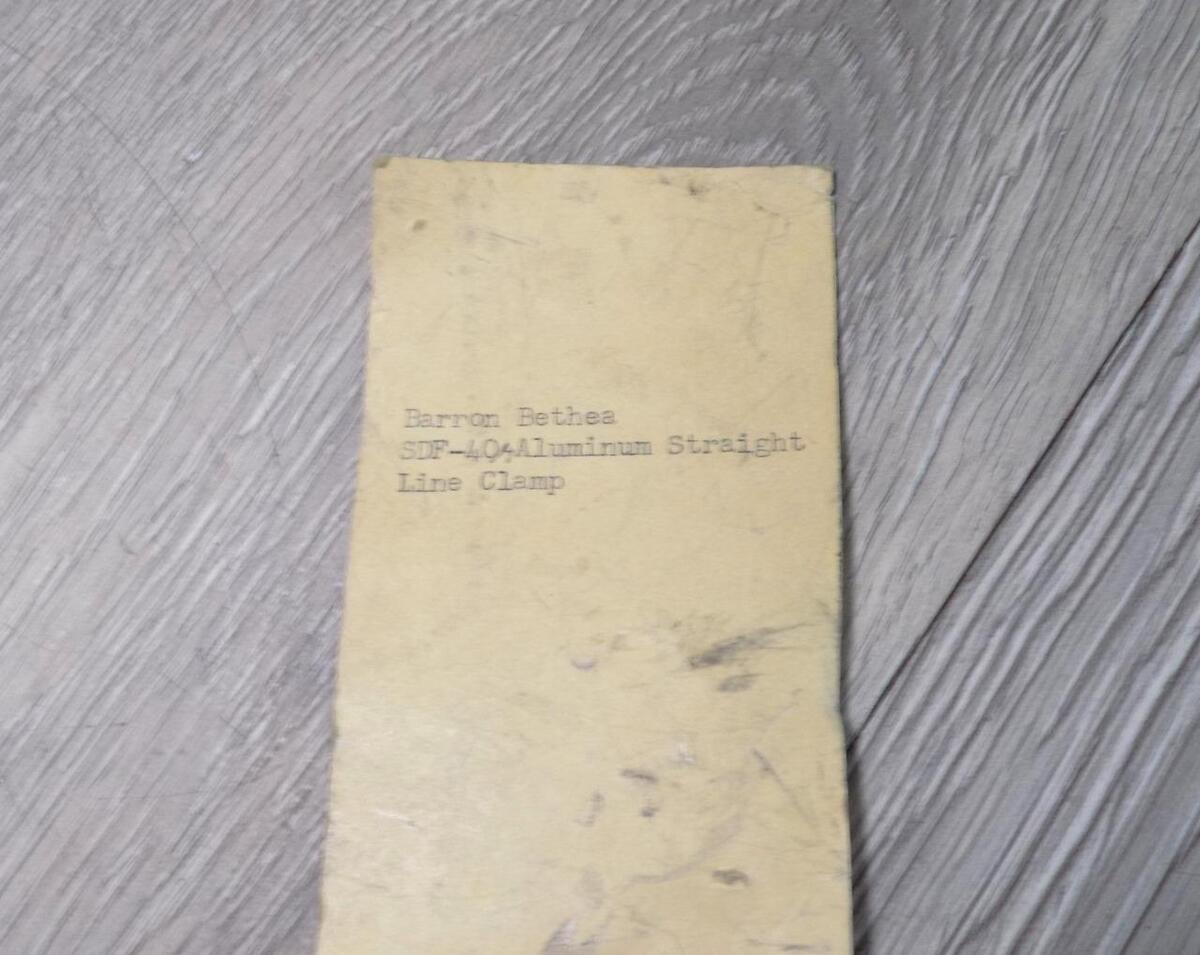 Barron Bethea
SDF-40,Aluminum Straight
Line Clamp